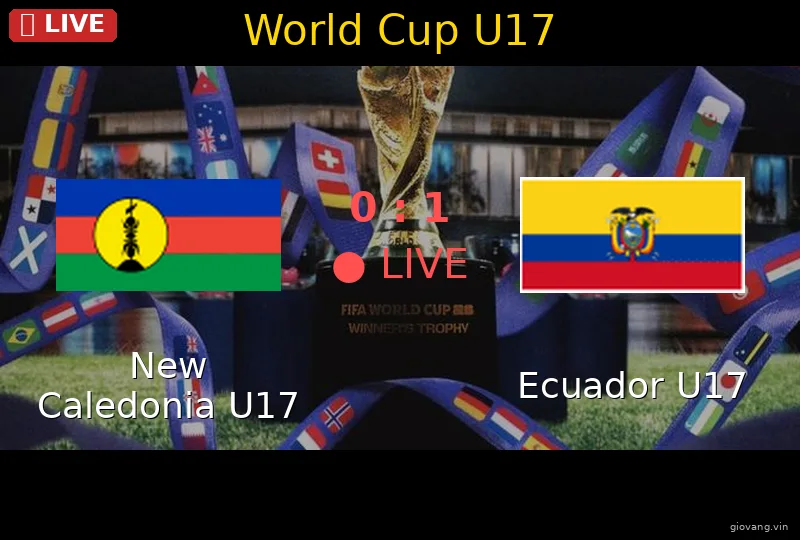 LIVE
World Cup U17
0 : 1
LIVE
FIFA WORLD CUP
WINNER'S TROPHY
New
Caledonia U17
Ecuador U17
giovang.vin